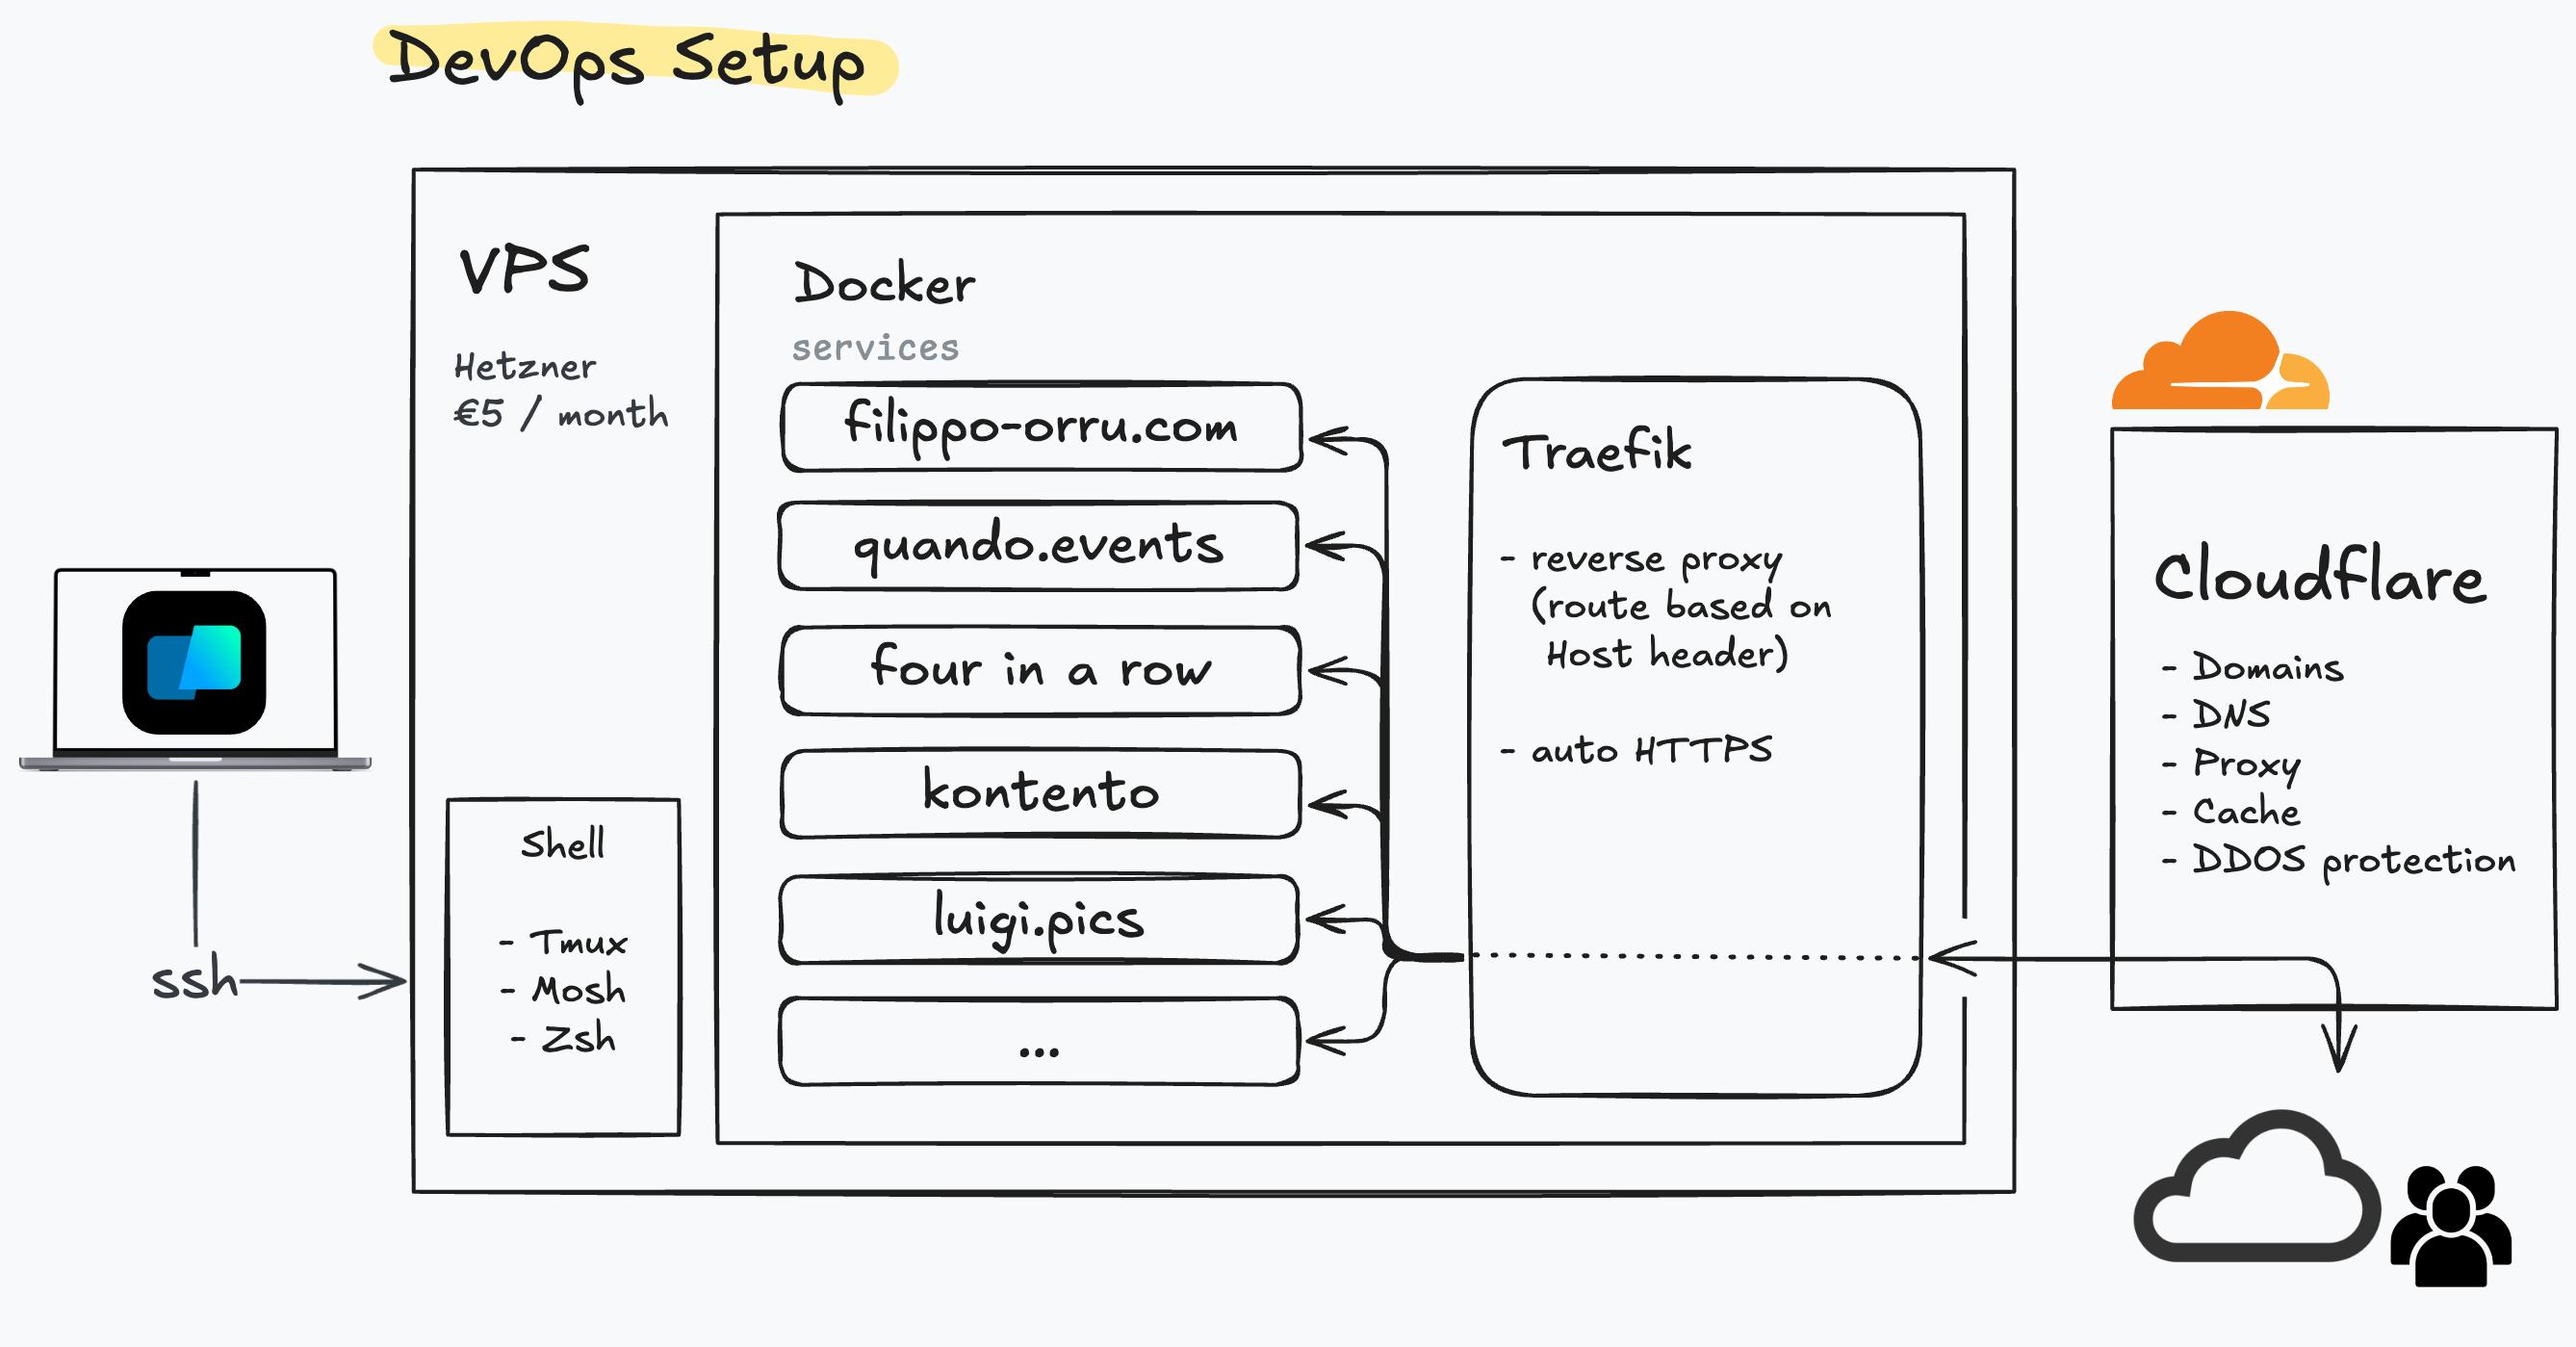 DevOps Setup
VPS
Hetzner
€5 / month
Shell
- Tmux
- Mosh
- Zsh
ssh
Docker
services
filippo-orru.com
quando.events
four in a row
kontento
luigi.pics
...
Traefik
- reverse proxy
(route based on
Host header)
- auto HTTPS
Cloudflare
- Domains
- DNS
- Proxy
- Cache
- DDOS protection